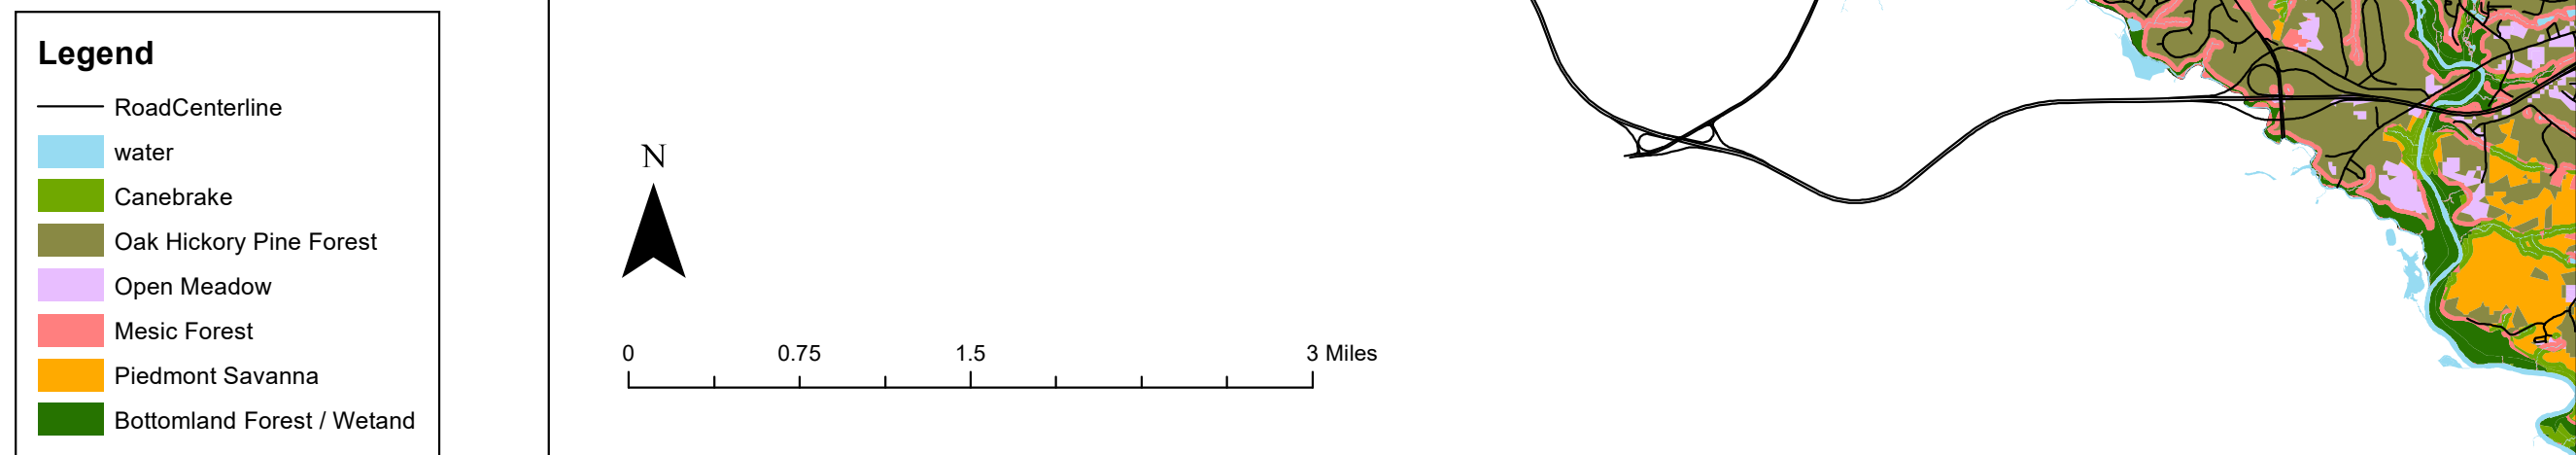 Legend
RoadCenterline
water
Canebrake
Oak Hickory Pine Forest
Open Meadow
Mesic Forest
Piedmont Savanna
Bottomland Forest / Wetand
N
0 0.75 1.5 3 Miles